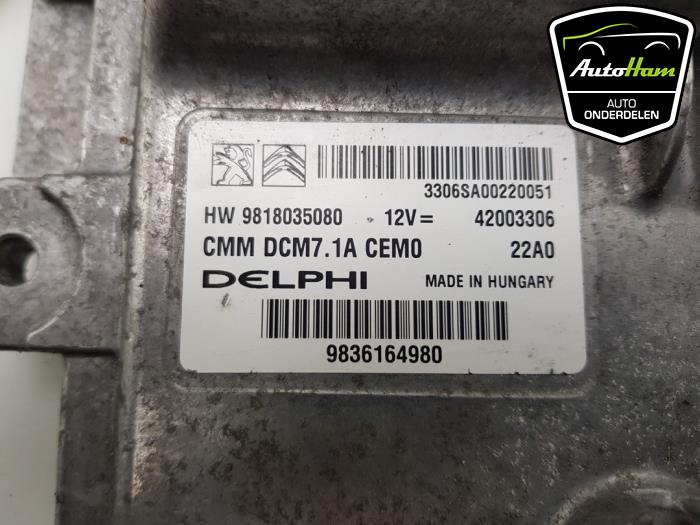 AutoHam
AUTO
ONDERDELEN
3306SA00220051
HW 9818035080 12V= 42003306
CMM DCM7.1A CEM0 22A0
DELPHI MADE IN HUNGARY
9836164980